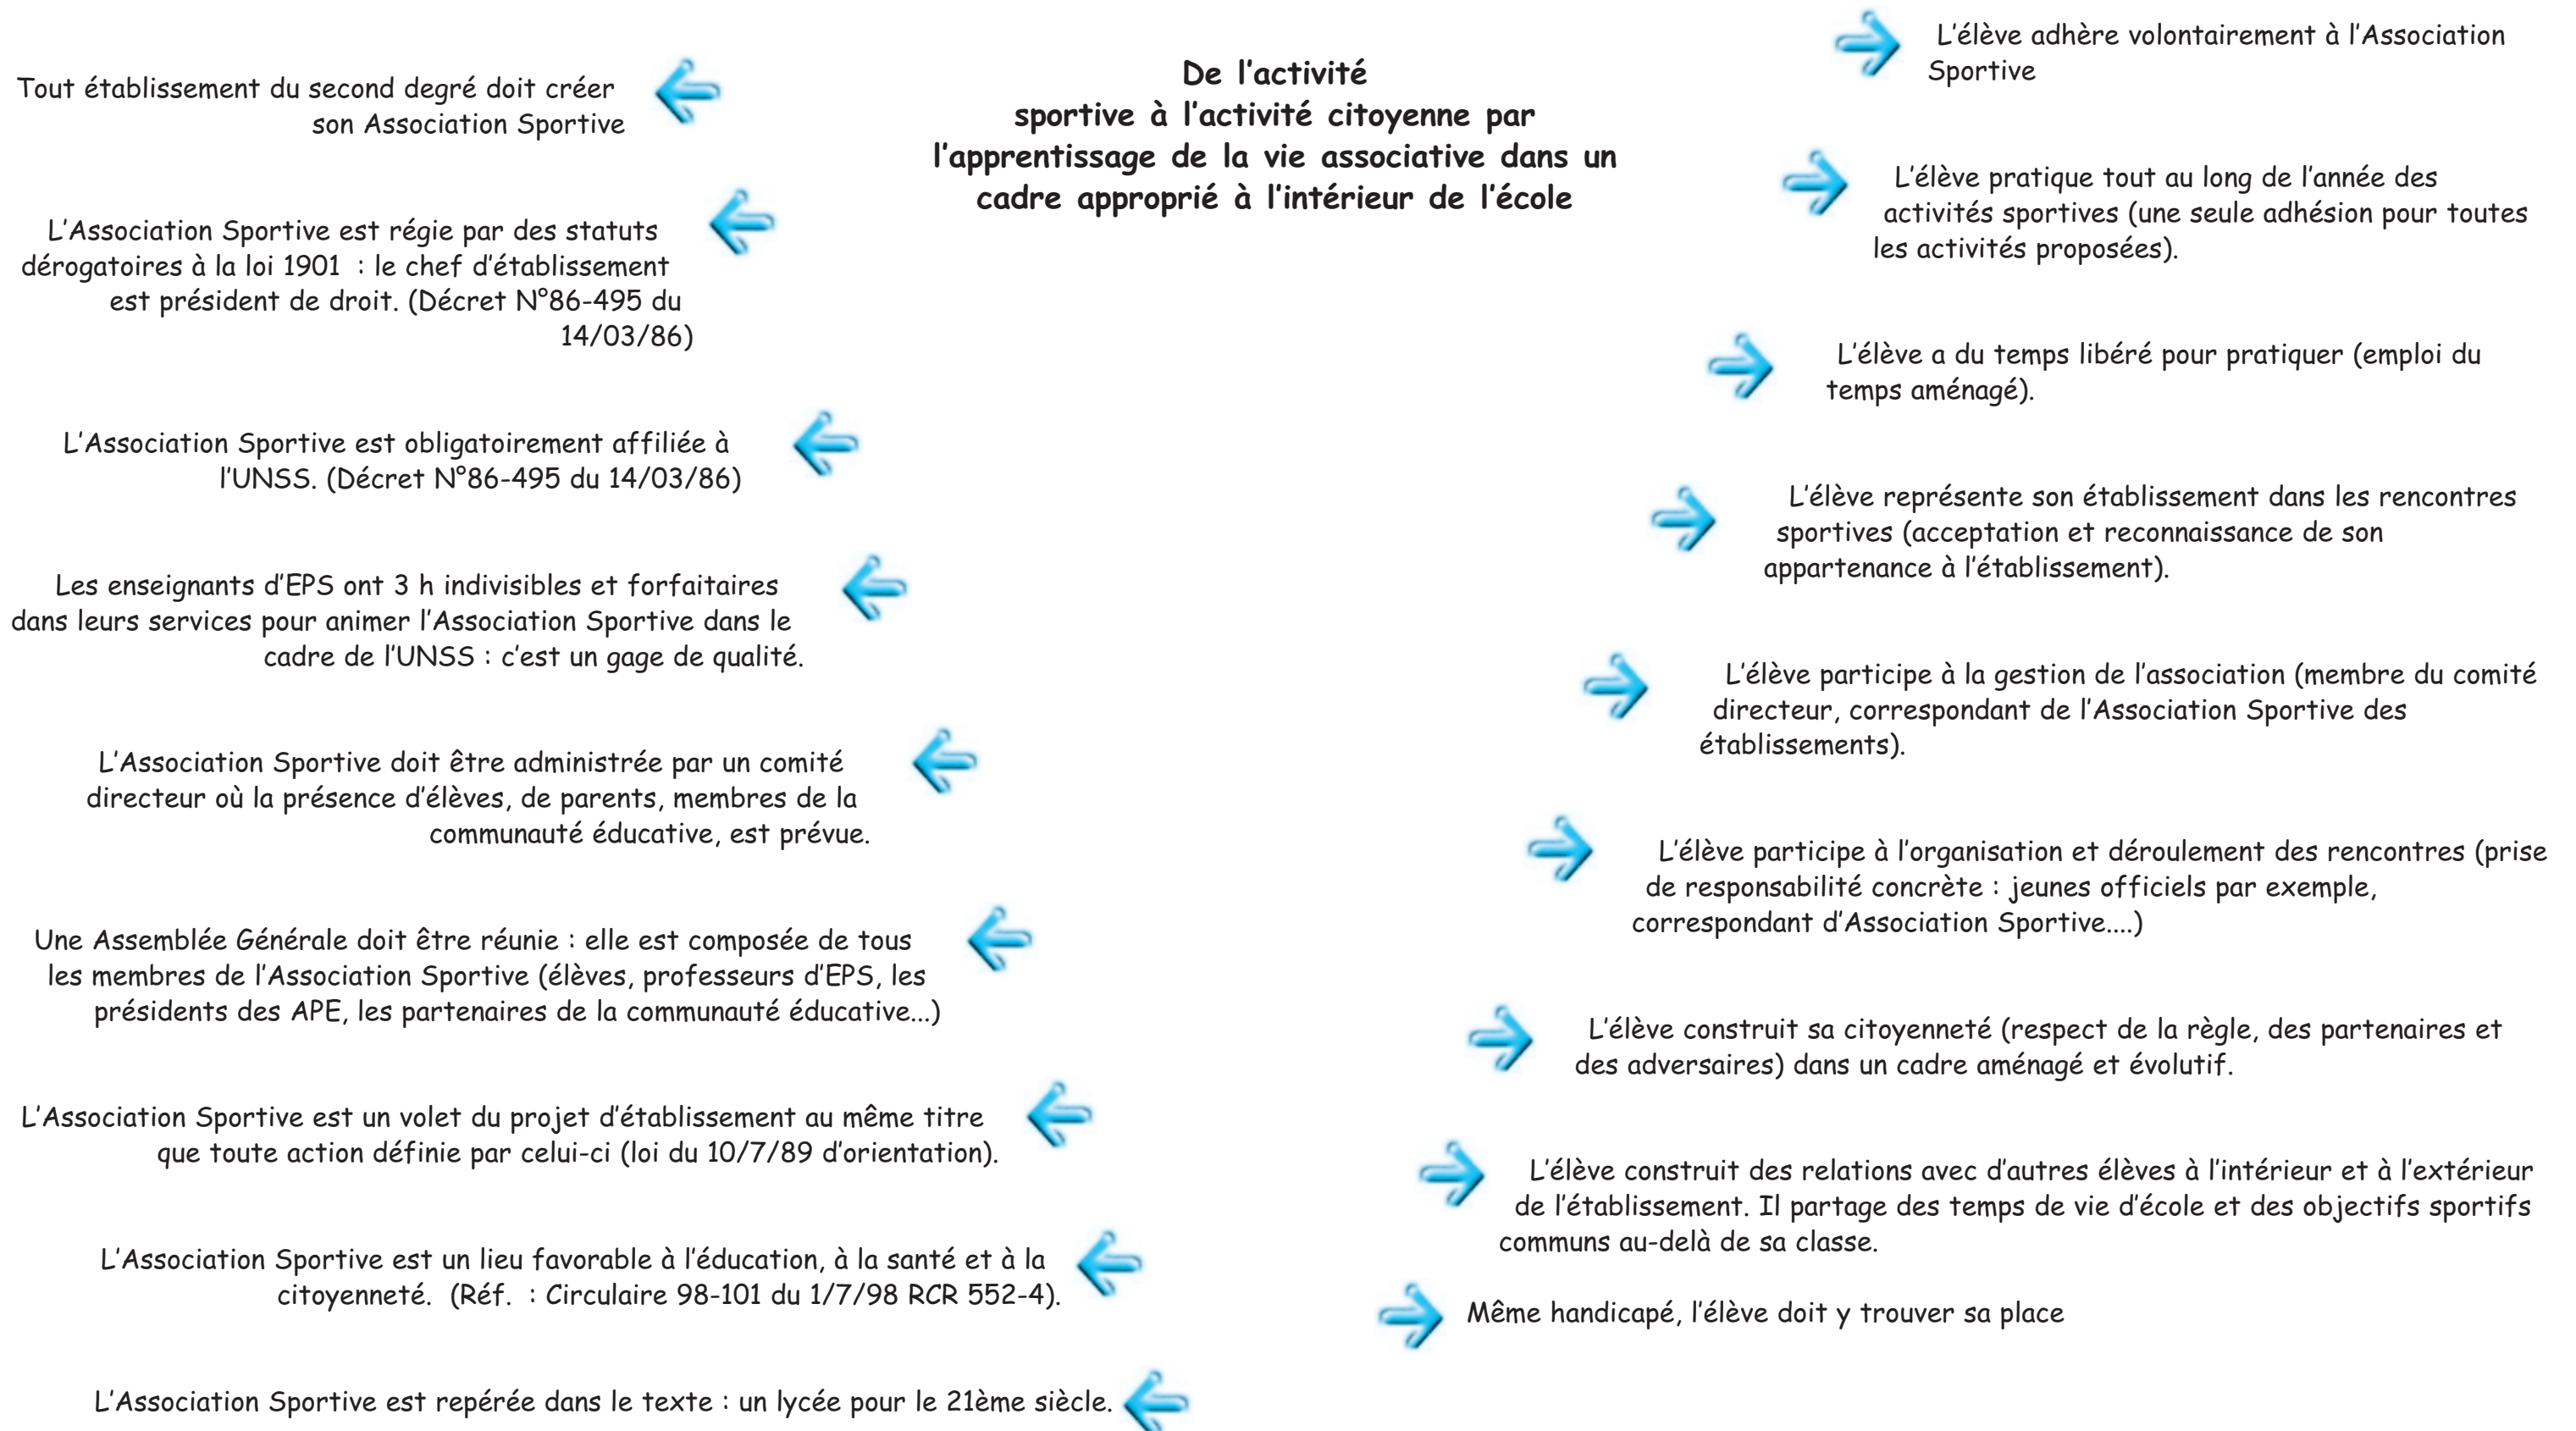 De l'activité
sportive à l'activité citoyenne par
l'apprentissage de la vie associative dans un
cadre approprié à l'intérieur de l'école
Tout établissement du second degré doit créer
son Association Sportive
L'Association Sportive est régie par des statuts
dérogatoires à la loi 1901 : le chef d'établissement
est président de droit. (Décret N°86-495 du
14/03/86)
L'Association Sportive est obligatoirement affiliée à
l'UNSS. (Décret N°86-495 du 14/03/86)
Les enseignants d'EPS ont 3 h indivisibles et forfaitaires
dans leurs services pour animer l'Association Sportive dans le
cadre de l'UNSS : c'est un gage de qualité.
L'Association Sportive doit être administrée par un comité
directeur où la présence d'élèves, de parents, membres de la
communauté éducative, est prévue.
Une Assemblée Générale doit être réunie : elle est composée de tous
les membres de l'Association Sportive (élèves, professeurs d'EPS, les
présidents des APE, les partenaires de la communauté éducative...)
L'Association Sportive est un volet du projet d'établissement au même titre
que toute action définie par celui-ci (loi du 10/7/89 d'orientation).
L'Association Sportive est un lieu favorable à l'éducation, à la santé et à la
citoyenneté. (Réf. : Circulaire 98-101 du 1/7/98 RCR 552-4).
L'Association Sportive est repérée dans le texte : un lycée pour le 21ème siècle.
L'élève adhère volontairement à l'Association
Sportive
L'élève pratique tout au long de l'année des
activités sportives (une seule adhésion pour toutes
les activités proposées).
L'élève a du temps libéré pour pratiquer (emploi du
temps aménagé).
L'élève représente son établissement dans les rencontres
sportives (acceptation et reconnaissance de son
appartenance à l'établissement).
L'élève participe à la gestion de l'association (membre du comité
directeur, correspondant de l'Association Sportive des
établissements).
L'élève participe à l'organisation et déroulement des rencontres (prise
de responsabilité concrète : jeunes officiels par exemple,
correspondant d'Association Sportive....)
L'élève construit sa citoyenneté (respect de la règle, des partenaires et
des adversaires) dans un cadre aménagé et évolutif.
L'élève construit des relations avec d'autres élèves à l'intérieur et à l'extérieur
de l'établissement. Il partage des temps de vie d'école et des objectifs sportifs
communs au-delà de sa classe.
Même handicapé, l'élève doit y trouver sa place